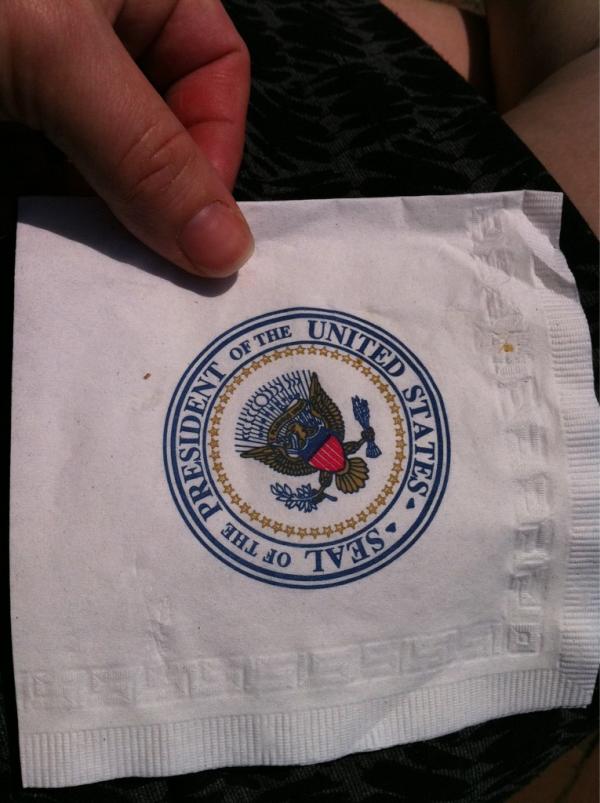 SEAL OF THE PRESIDENT OF THE UNITED STATES